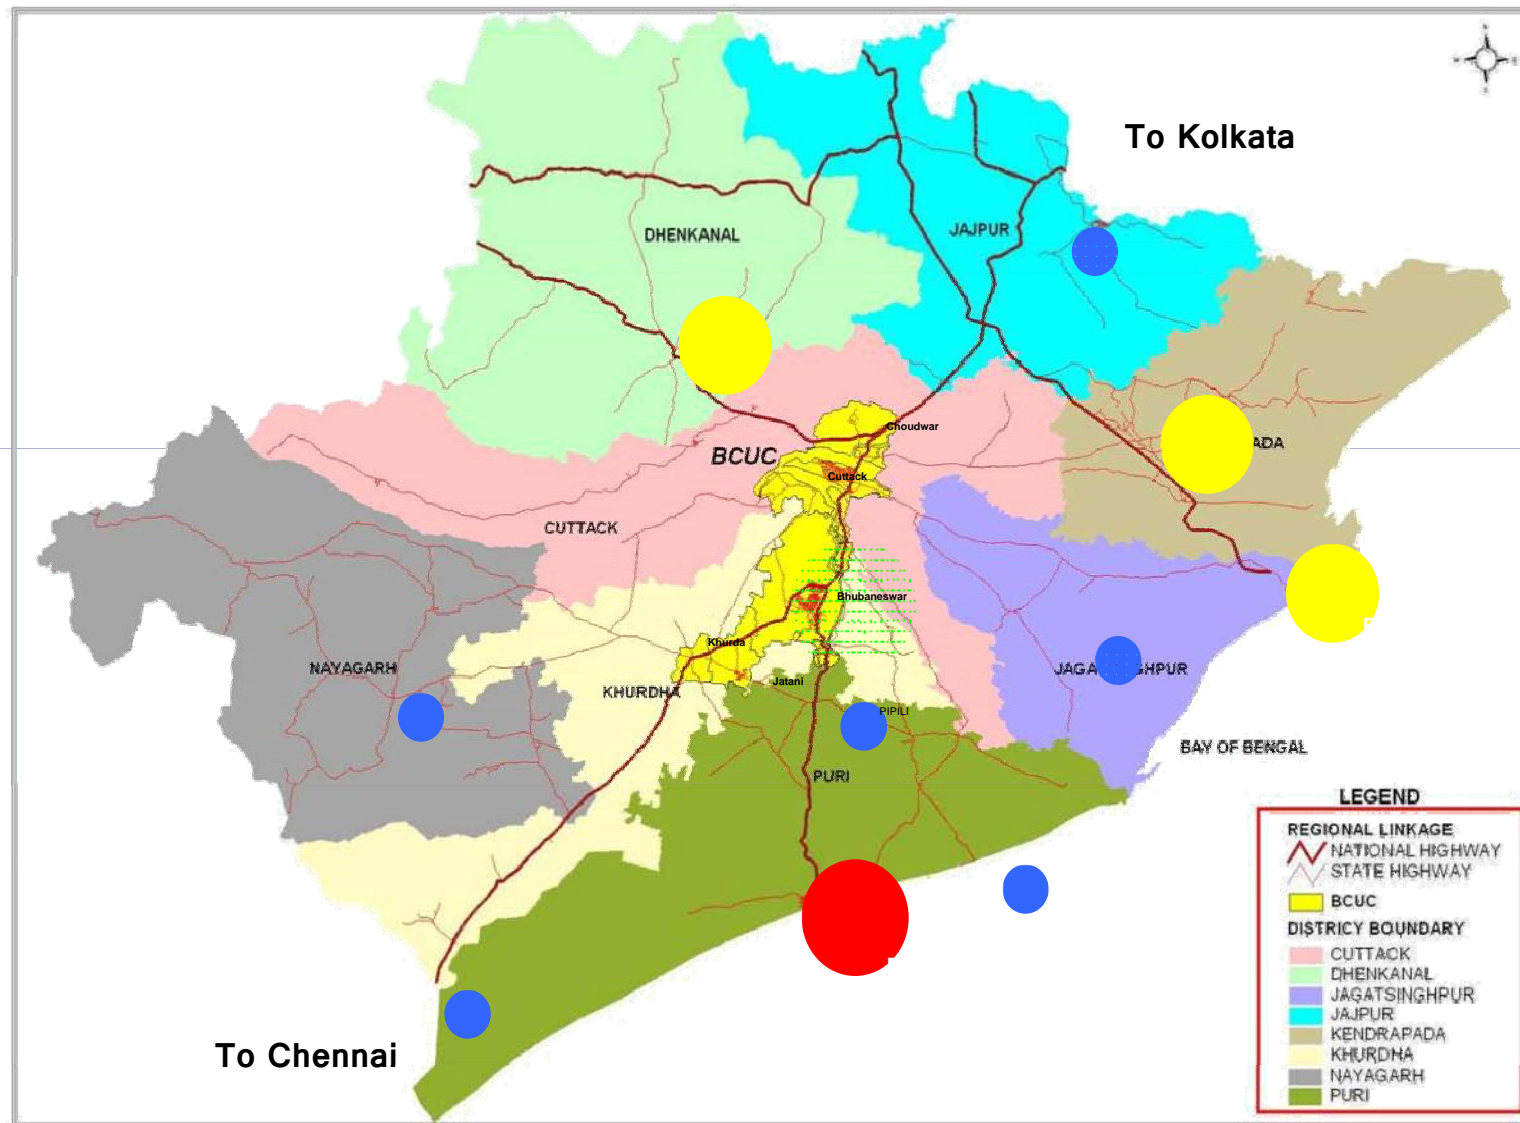 To Kolkata
DHENKANAL
JAJPUR
Choudwar
ADA
BCUC
Cuttack
CUTTACK
Bhubaneswar
Khurda
NAYAGARH
JAGATSINGHPUR
Jatani
KHURDHA
PIPILI
BAY OF BENGAL
PURI
To Chennai
LEGEND
REGIONAL LINKAGE
NATIONAL HIGHWAY
STATE HIGHWAY
BCUC
DISTRICY BOUNDARY
CUTTACK
DHENKANAL
JAGATSINGHPUR
JAJPUR
KENDRAPADA
KHURDHA
NAYAGARH
PURI